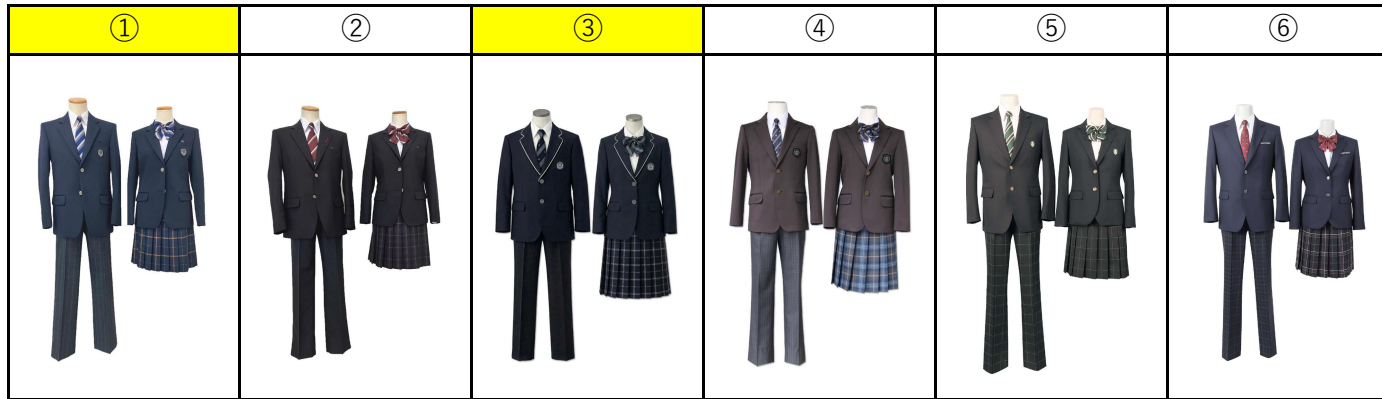 ① ② ③ ④ ⑤ ⑥